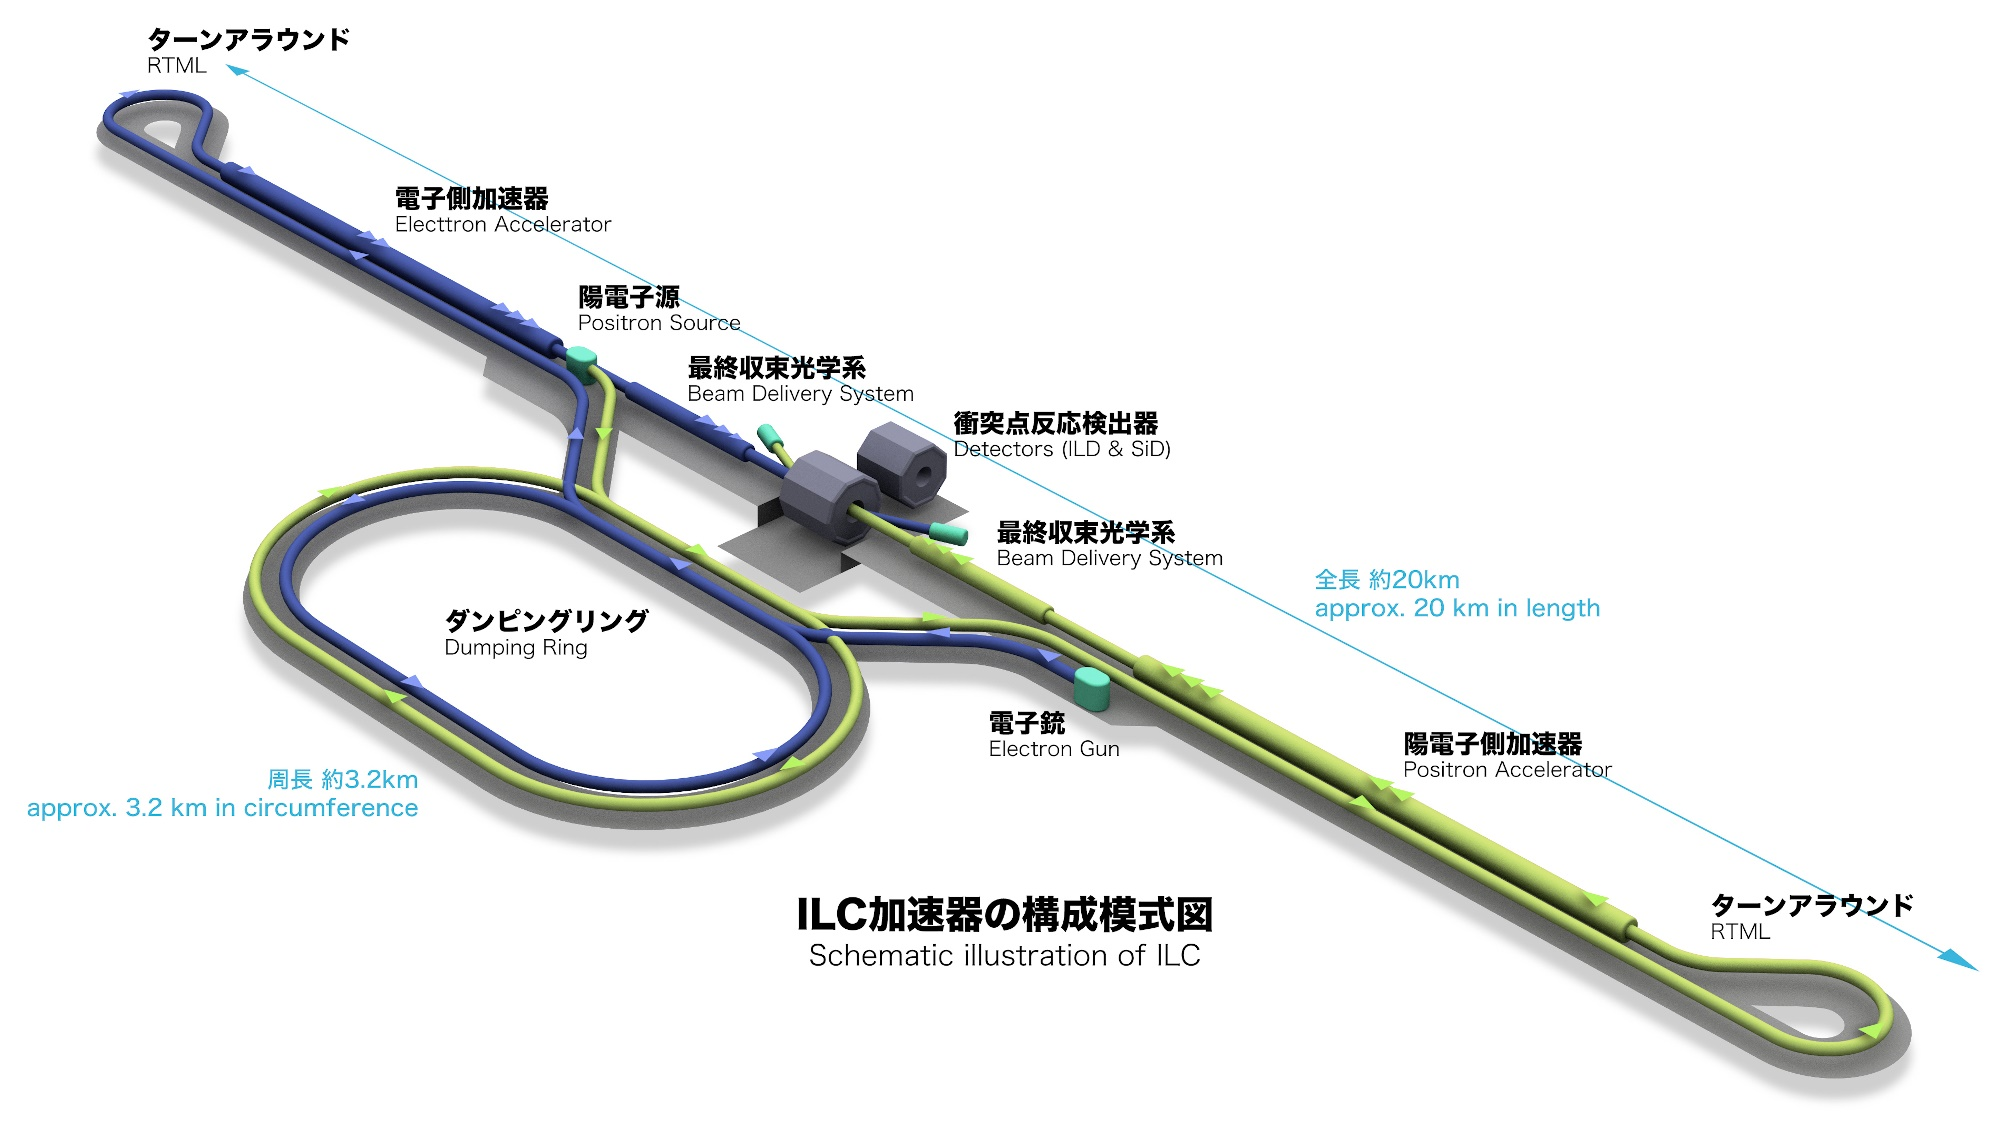 ターンアラウンド
RTML
電子側加速器
Electtron Accelerator
陽電子源
Positron Source
最終収束光学系
Beam Delivery System
衝突点反応検出器
Detectors (ILD & SiD)
最終収束光学系
Beam Delivery System
全長 約20km
approx. 20 km in length
ダンピングリング
Dumping Ring
電子銃
Electron Gun
陽電子側加速器
Positron Accelerator
周長 約3.2km
approx. 3.2 km in circumference
ターンアラウンド
RTML
ILC加速器の構成模式図
Schematic illustration of ILC